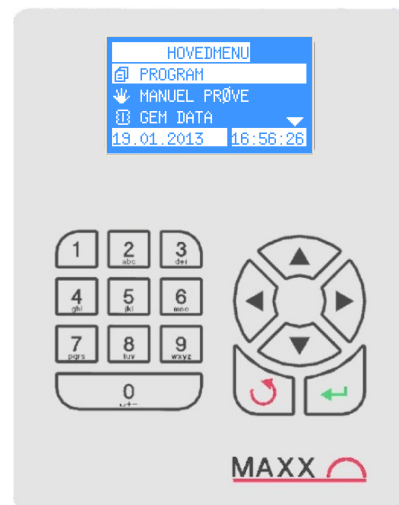 HOVEDMENU
PROGRAM
MANUEL PRØVE
GEM DATA
19.01.2013 16:56:26
1 2 3
abc def
4 5 6
ghi jkl mno
7 8 9
pqrs tuv wxyz
0
MAXX